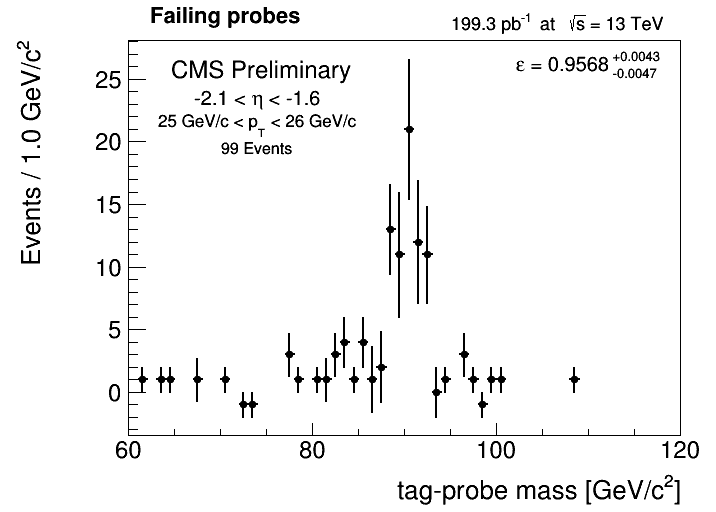 Failing probes
199.3 pb-1 at √s = 13 TeV
CMS Preliminary
-2.1 < η < -1.6
25 GeV/c < pT < 26 GeV/c
99 Events
ε = 0.9568 +0.0043 -0.0047
Events / 1.0 GeV/c2
25
20
15
10
5
0
60 80 100 120
tag-probe mass [GeV/c2]